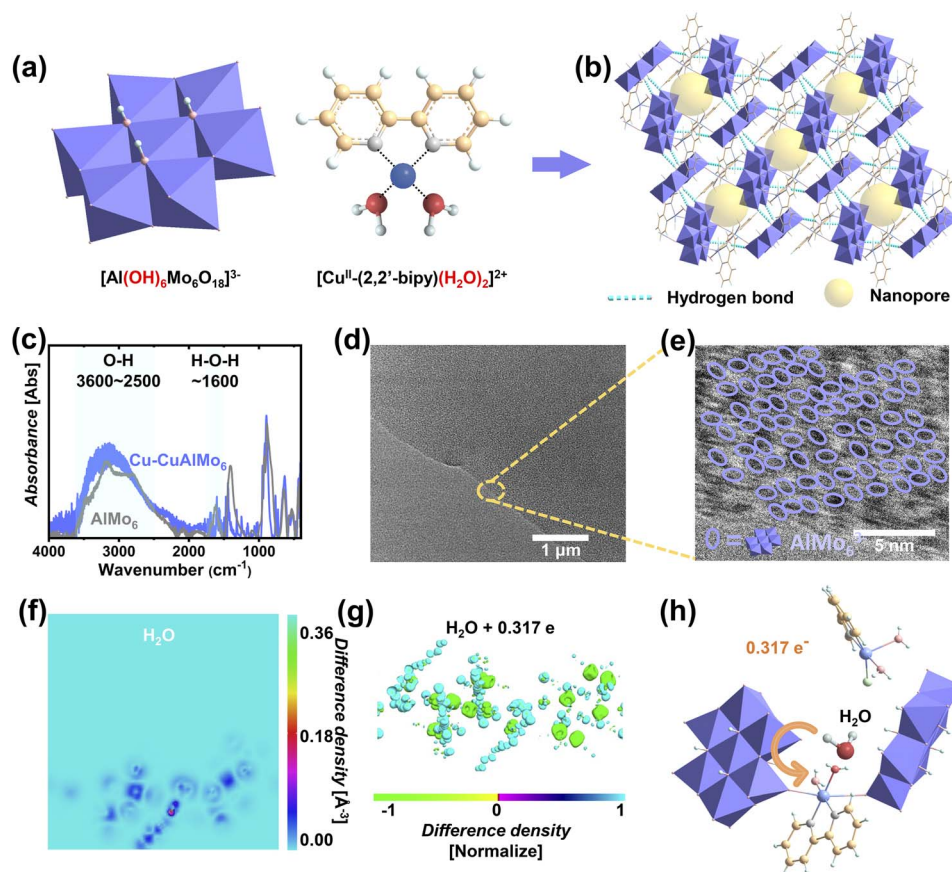 (a)
[Al(OH)₆Mo₆O₁₈]³⁻
[Cuᴵᴵ-(2,2'-bipy)(H₂O)₂]²⁺
(b)
Hydrogen bond
Nanopore
(c)
O-H
3600~2500
H-O-H
~1600
Absorbance [Abs]
Cu-CuAlMo₆
AlMo₆
4000 3000 2000 1000
Wavenumber (cm⁻¹)
(d)
1 μm
(e)
= AlMo₆
5 nm
(f)
H₂O
0.36
0.18
0.00
Difference density [Å⁻³]
(g)
H₂O + 0.317 e
-1 0 1
Difference density
[Normalize]
(h)
0.317 e⁻
H₂O